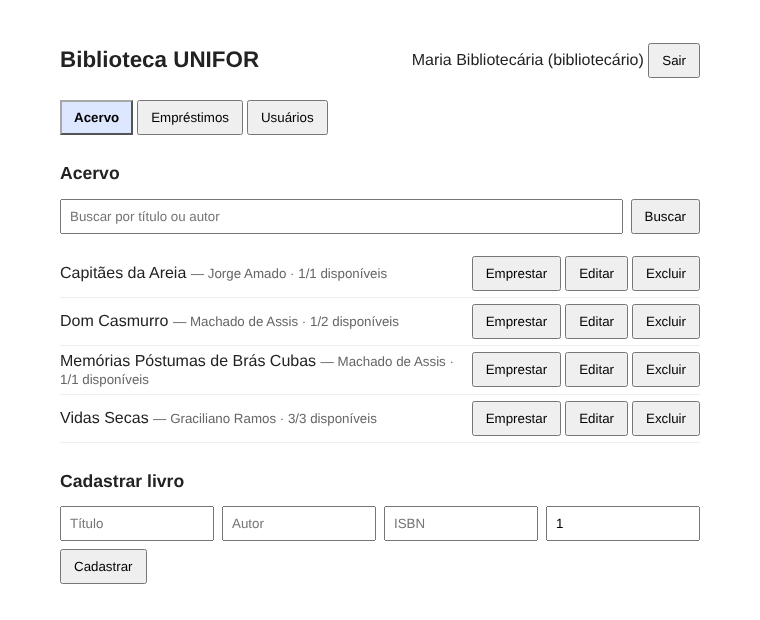 Biblioteca UNIFOR
Maria Bibliotecária (bibliotecário) Sair
Acervo Empréstimos Usuários
Acervo
Buscar por título ou autor Buscar
Capitães da Areia — Jorge Amado · 1/1 disponíveis Emprestar Editar Excluir
Dom Casmurro — Machado de Assis · 1/2 disponíveis Emprestar Editar Excluir
Memórias Póstumas de Brás Cubas — Machado de Assis ·
1/1 disponíveis Emprestar Editar Excluir
Vidas Secas — Graciliano Ramos · 3/3 disponíveis Emprestar Editar Excluir
Cadastrar livro
Título Autor ISBN 1
Cadastrar